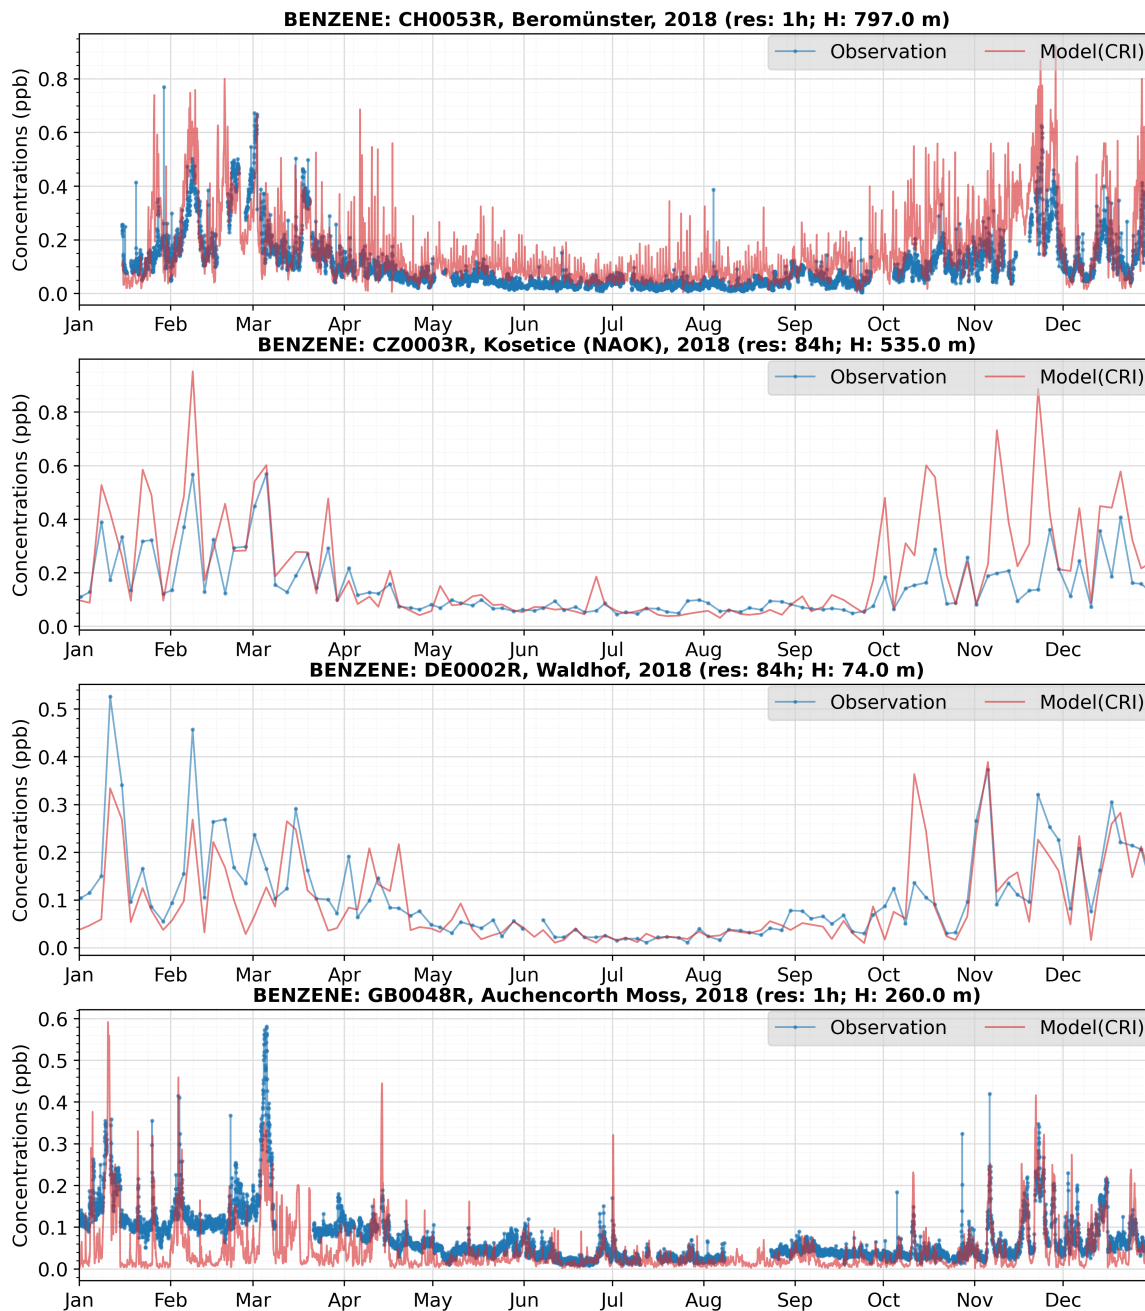 BENZENE: CH0053R, Beromünster, 2018 (res: 1h; H: 797.0 m)
Observation Model(CRI)
Concentrations (ppb)
0.8
0.6
0.4
0.2
0.0
Jan Feb Mar Apr May Jun Jul Aug Sep Oct Nov Dec
BENZENE: CZ0003R, Kosetice (NAOK), 2018 (res: 84h; H: 535.0 m)
Observation Model(CRI)
Concentrations (ppb)
0.8
0.6
0.4
0.2
0.0
Jan Feb Mar Apr May Jun Jul Aug Sep Oct Nov Dec
BENZENE: DE0002R, Waldhof, 2018 (res: 84h; H: 74.0 m)
Observation Model(CRI)
Concentrations (ppb)
0.5
0.4
0.3
0.2
0.1
0.0
Jan Feb Mar Apr May Jun Jul Aug Sep Oct Nov Dec
BENZENE: GB0048R, Auchencorth Moss, 2018 (res: 1h; H: 260.0 m)
Observation Model(CRI)
Concentrations (ppb)
0.6
0.5
0.4
0.3
0.2
0.1
0.0
Jan Feb Mar Apr May Jun Jul Aug Sep Oct Nov Dec